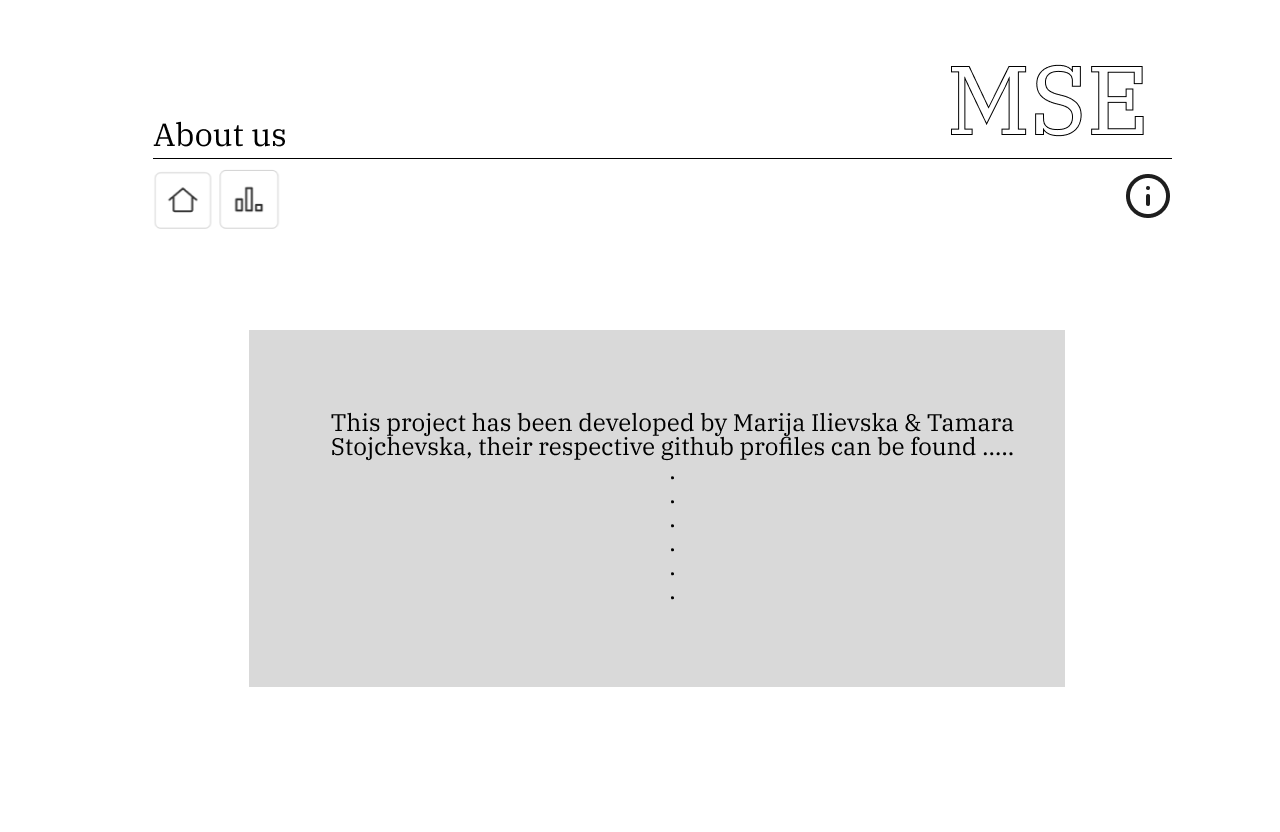 MSE
About us
This project has been developed by Marija Ilievska & Tamara
Stojchevska, their respective github profiles can be found .....
.
.
.
.
.
.